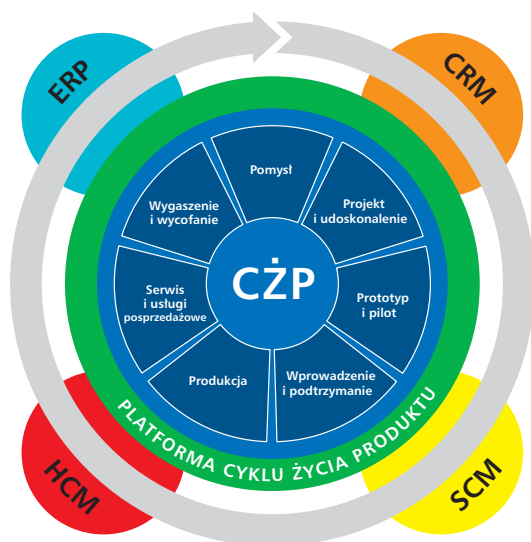 ERP
CRM
Pomysł
Projekt
i udoskonalenie
Prototyp
i pilot
Wprowadzenie
i podtrzymanie
Produkcja
Serwis
i usługi
posprzedażowe
Wygaszenie
i wycofanie
CŻP
PLATFORMA CYKLU ŻYCIA PRODUKTU
HCM
SCM